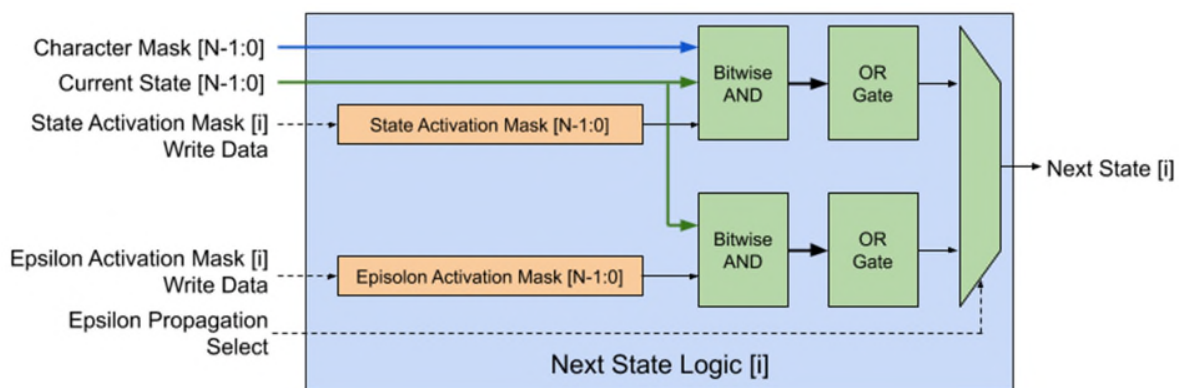 Character Mask [N-1:0]
Current State [N-1:0]
State Activation Mask [i]
Write Data
State Activation Mask [N-1:0]
Bitwise
AND
OR
Gate
Next State [i]
Epsilon Activation Mask [i]
Write Data
Episolon Activation Mask [N-1:0]
Bitwise
AND
OR
Gate
Epsilon Propagation
Select
Next State Logic [i]